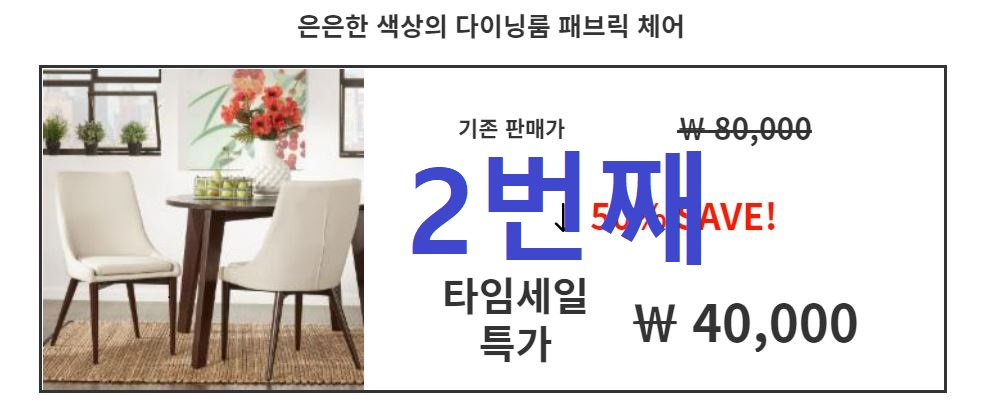 은은한 색상의 다이닝룸 패브릭 체어
기존 판매가 ₩ 80,000
2번째
↓ 50% SAVE!
타임세일
특가
₩ 40,000